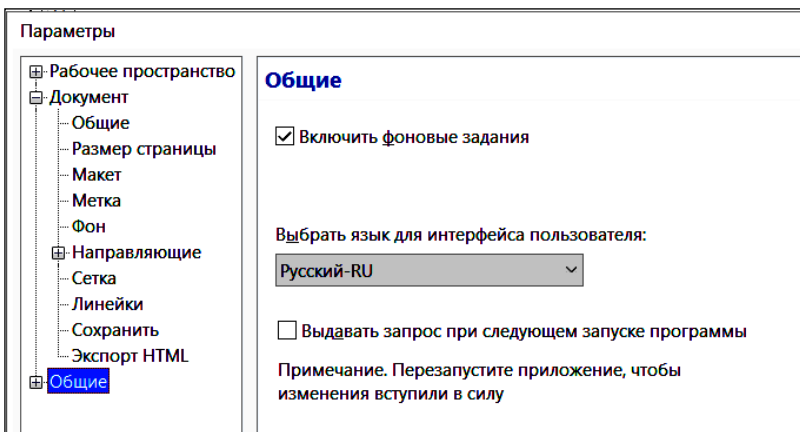 Параметры
Рабочее пространство
Документ
Общие
Размер страницы
Макет
Метка
Фон
Направляющие
Сетка
Линейки
Сохранить
Экспорт HTML
Общие
Общие
Включить фоновые задания
Выбрать язык для интерфейса пользователя:
Русский-RU
Выдавать запрос при следующем запуске программы
Примечание. Перезапустите приложение, чтобы
изменения вступили в силу